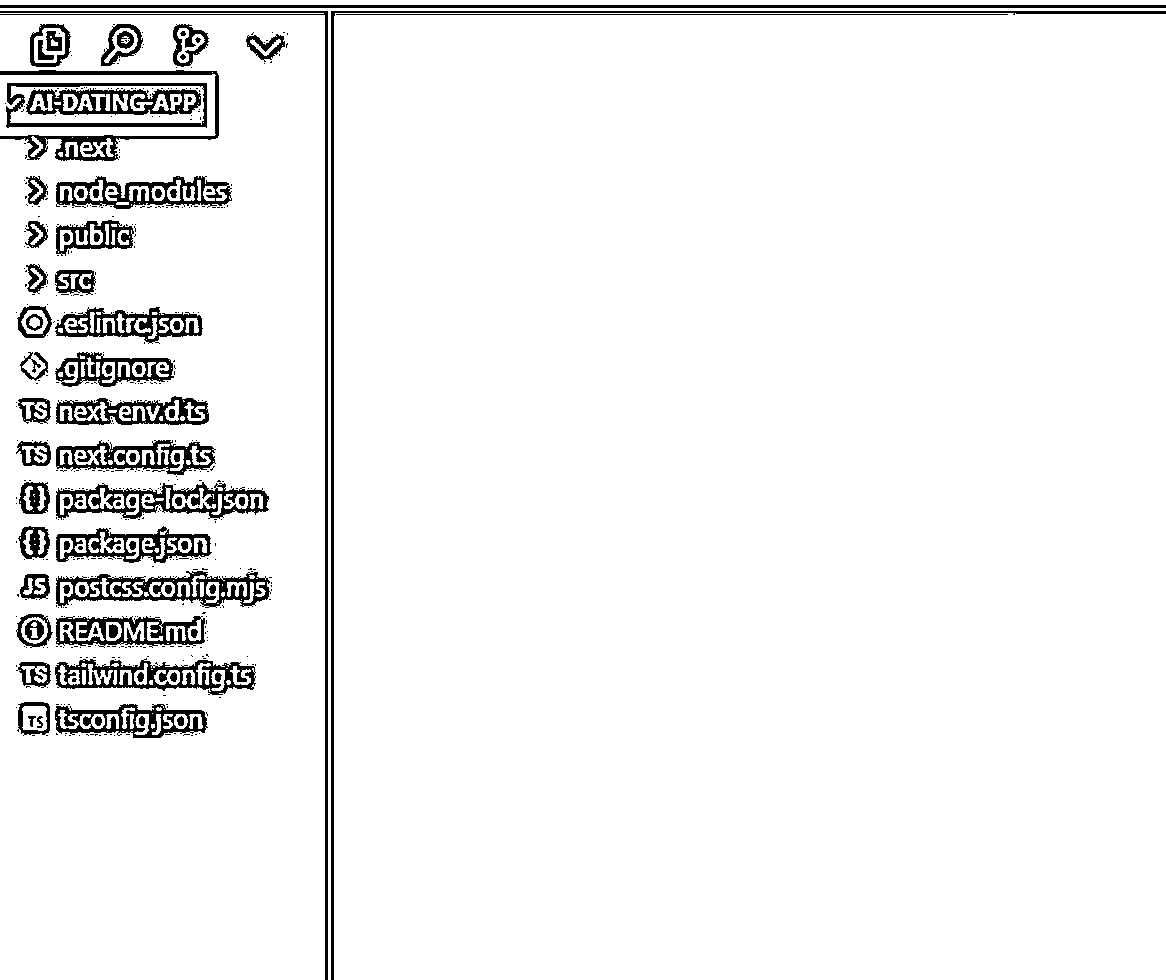 AI-DATING-APP
.next
node_modules
public
src
.eslintrc.json
.gitignore
TS next-env.d.ts
TS next.config.ts
{} package-lock.json
{} package.json
JS postcss.config.mjs
README.md
TS tailwind.config.ts
TS tsconfig.json